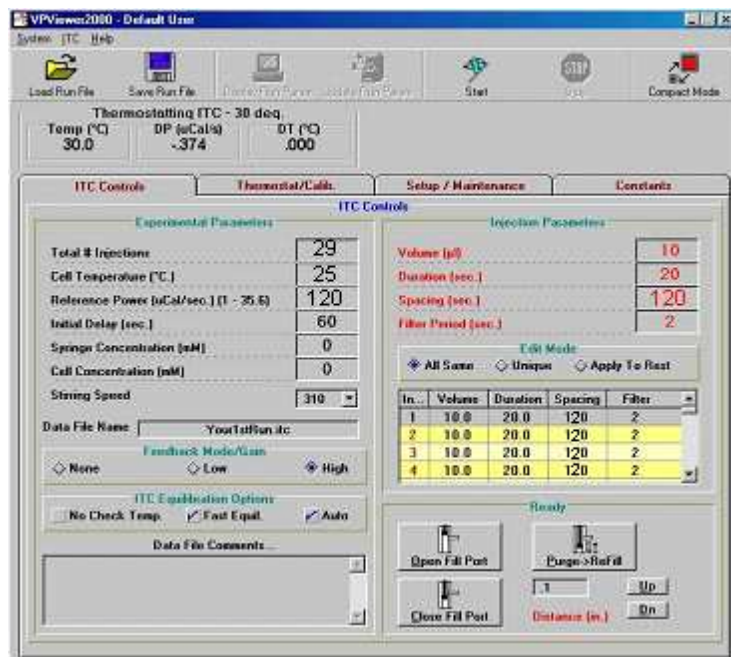 VPViewer2000 - Default User
System ITC Help
Load Run File Save Run File Start Compact Mode
Thermostatting ITC - 30 deq.
Temp (°C) DP (uCal/s) DT (°C)
30.0 -.374 .000
ITC Controls Thermostat/Calib. Setup / Maintenance Constants
ITC Controls
Experimental Parameters
Total # Injections 29
Cell Temperature (°C.) 25
Reference Power (uCal/sec.) (1 - 35.6) 120
Initial Delay (sec.) 60
Syringe Concentration (mM) 0
Cell Concentration (mM) 0
Stirring Speed 310
Data File Name Your1stRun.itc
Feedback Mode/Gain
None Low High
ITC Equilibration Options
No Check Temp. Fast Equil. Auto
Data File Comments...
Injection Parameters
Volume (µl) 10
Duration (sec.) 20
Spacing (sec.) 120
Filter Period (sec.) 2
Edit Mode
All Same Unique Apply To Rest
In... Volume Duration Spacing Filter
1 10.0 20.0 120 2
2 10.0 20.0 120 2
3 10.0 20.0 120 2
4 10.0 20.0 120 2
Ready
Open Fill Port Purge->ReFill
Close Fill Port .1 Up
Distance (in.) Dn